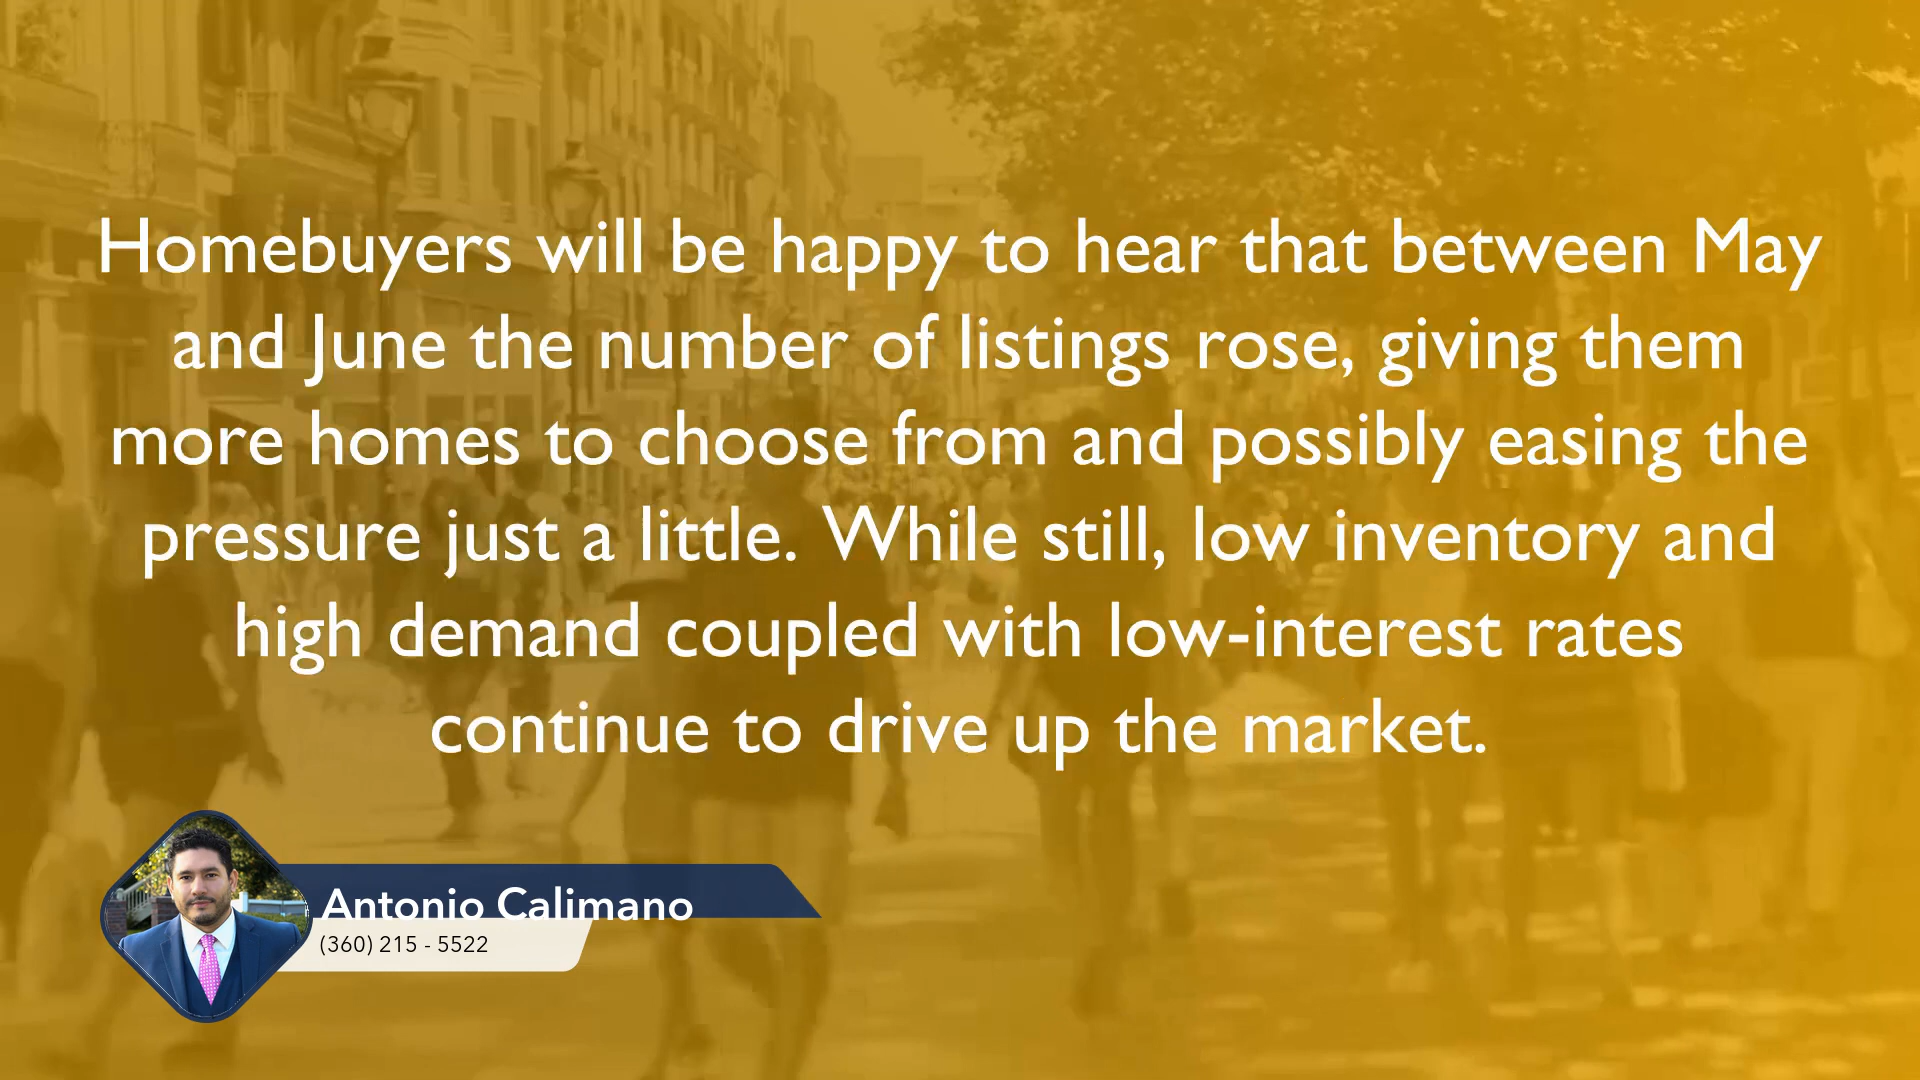 Homebuyers will be happy to hear that between May
and June the number of listings rose, giving them
more homes to choose from and possibly easing the
pressure just a little. While still, low inventory and
high demand coupled with low-interest rates
continue to drive up the market.
Antonio Calimano
(360) 215 - 5522